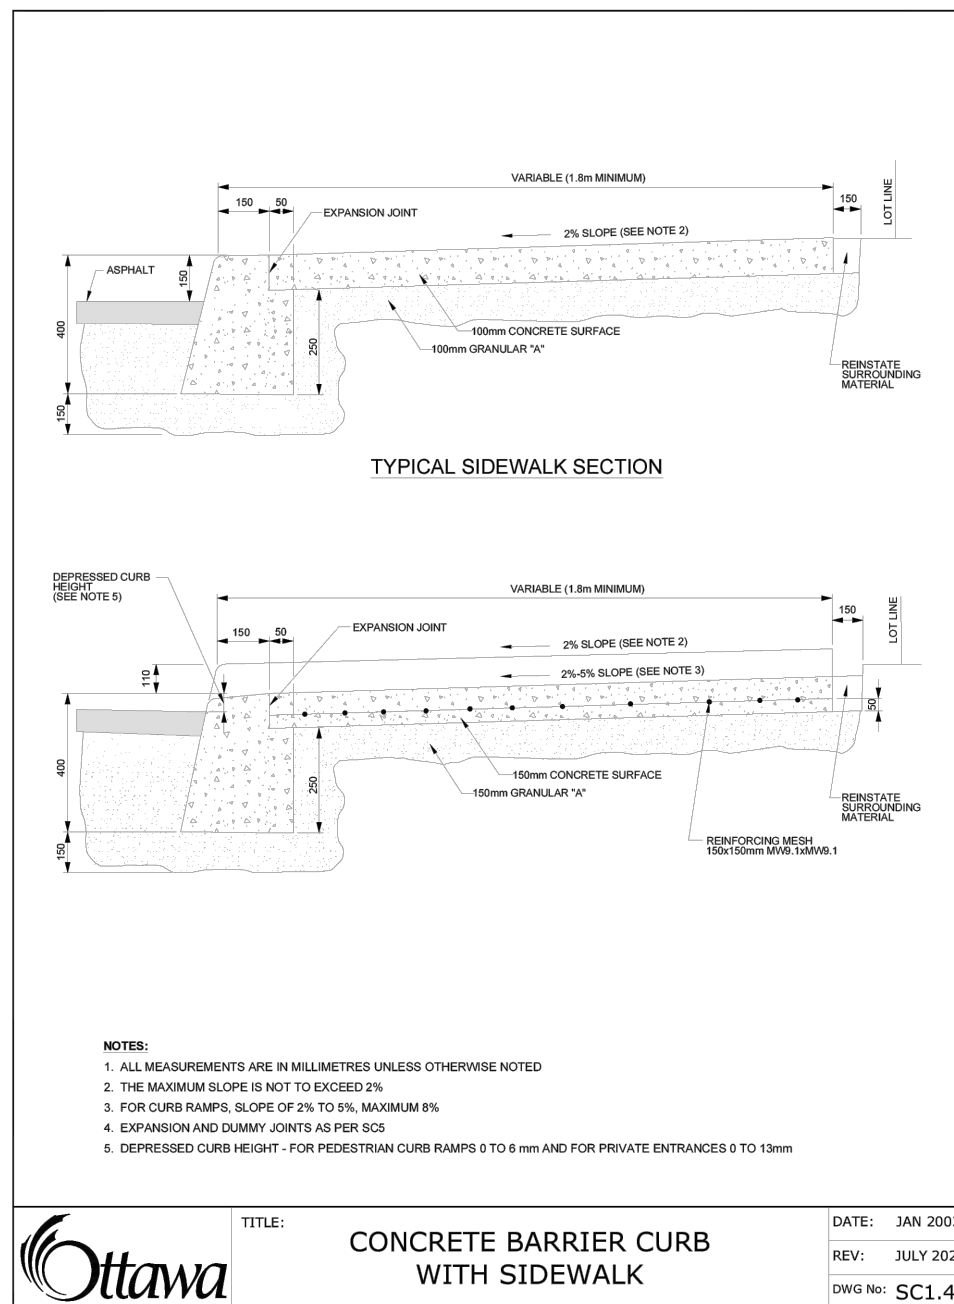 VARIABLE (1.8m MINIMUM)
150
50
150
LOT LINE
EXPANSION JOINT
2% SLOPE (SEE NOTE 2)
ASPHALT
150
400
250
100mm CONCRETE SURFACE
100mm GRANULAR "A"
REINSTATE
SURROUNDING
MATERIAL
150
TYPICAL SIDEWALK SECTION
DEPRESSED CURB
HEIGHT
(SEE NOTE 5)
VARIABLE (1.8m MINIMUM)
150
50
150
LOT LINE
EXPANSION JOINT
2% SLOPE (SEE NOTE 2)
110
2%-5% SLOPE (SEE NOTE 3)
50
400
250
150mm CONCRETE SURFACE
150mm GRANULAR "A"
REINSTATE
SURROUNDING
MATERIAL
REINFORCING MESH
150x150mm MW9.1xMW9.1
150
NOTES:
1. ALL MEASUREMENTS ARE IN MILLIMETRES UNLESS OTHERWISE NOTED
2. THE MAXIMUM SLOPE IS NOT TO EXCEED 2%
3. FOR CURB RAMPS, SLOPE OF 2% TO 5%, MAXIMUM 8%
4. EXPANSION AND DUMMY JOINTS AS PER SC5
5. DEPRESSED CURB HEIGHT - FOR PEDESTRIAN CURB RAMPS 0 TO 6 mm AND FOR PRIVATE ENTRANCES 0 TO 13mm
Ottawa
TITLE:
CONCRETE BARRIER CURB
WITH SIDEWALK
DATE: JAN
REV: JULY
DWG No: SC1.4